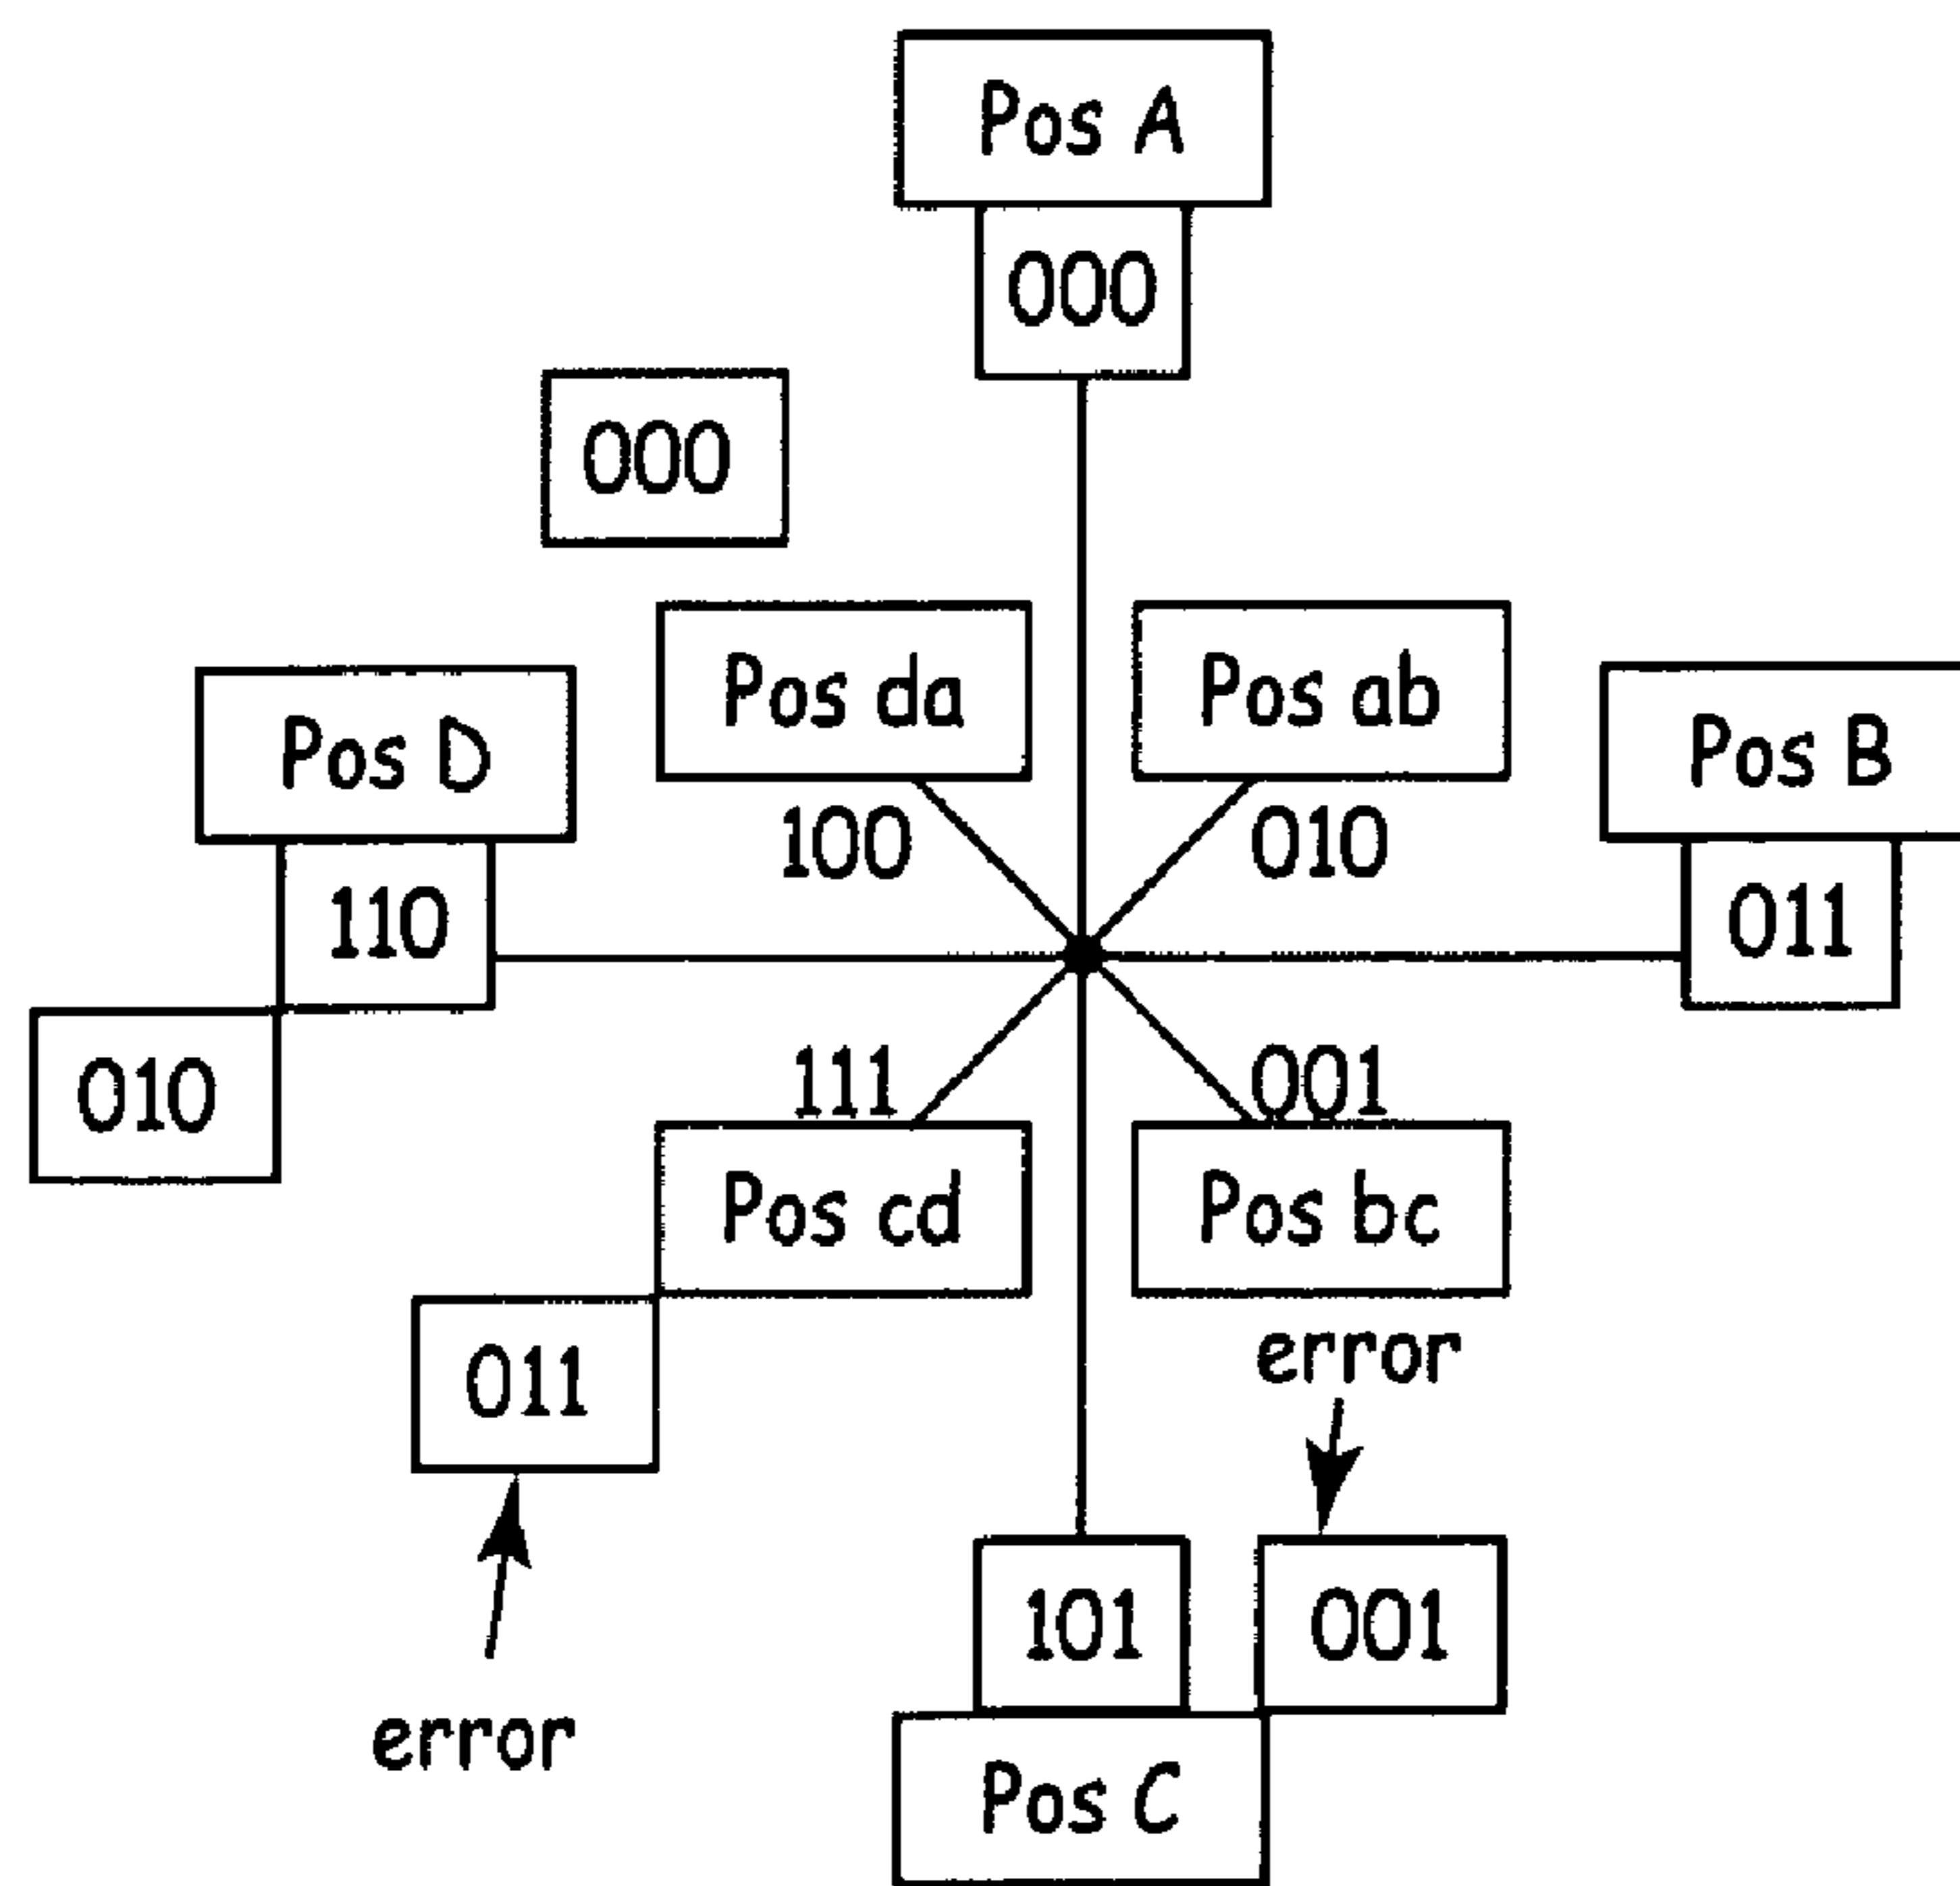 Pos A
000
000
Pos da
Pos ab
Pos D
Pos B
100
010
110
011
010
111
001
Pos cd
Pos bc
011
error
101
001
error
Pos C